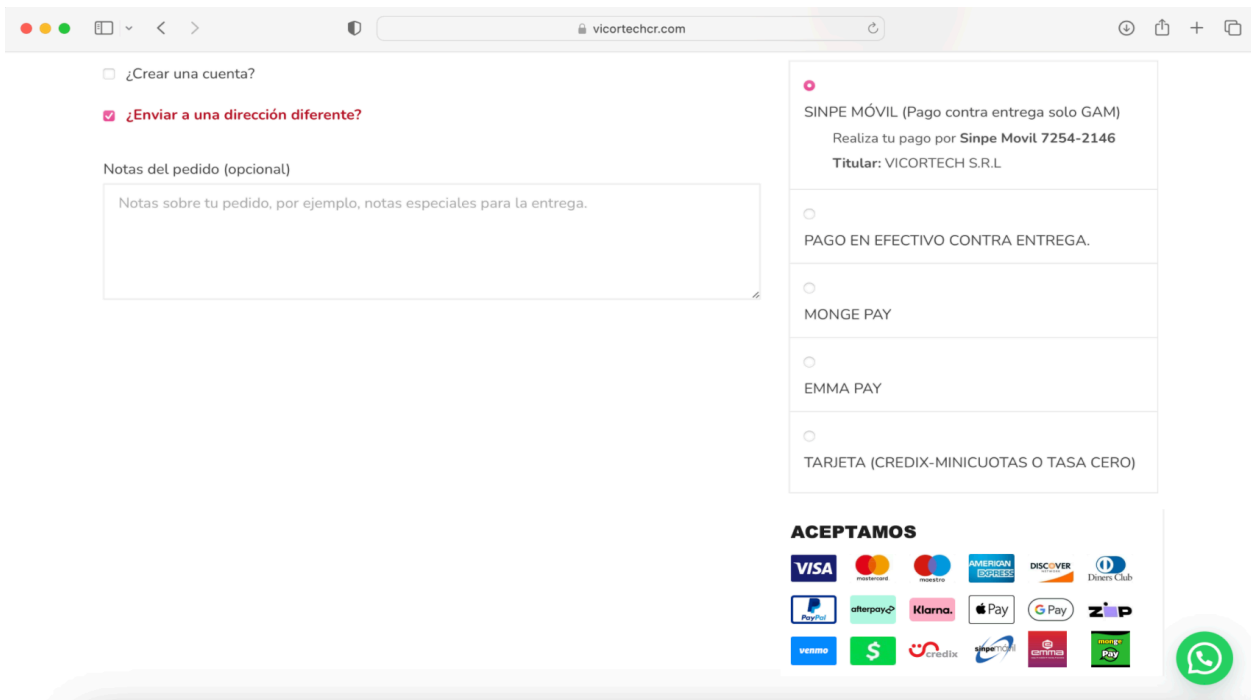 vicortechcr.com
¿Crear una cuenta?
¿Enviar a una dirección diferente?
Notas del pedido (opcional)
Notas sobre tu pedido, por ejemplo, notas especiales para la entrega.
SINPE MÓVIL (Pago contra entrega solo GAM)
Realiza tu pago por Sinpe Movil 7254-2146
Titular: VICORTECH S.R.L
PAGO EN EFECTIVO CONTRA ENTREGA.
MONGE PAY
EMMA PAY
TARJETA (CREDIX-MINICUOTAS O TASA CERO)
ACEPTAMOS
VISA mastercard maestro AMERICAN EXPRESS DISCOVER NETWORK Diners Club
PayPal afterpay Klarna. Pay G Pay ZIP
venmo $ credix sinpemóvil emma monge Pay